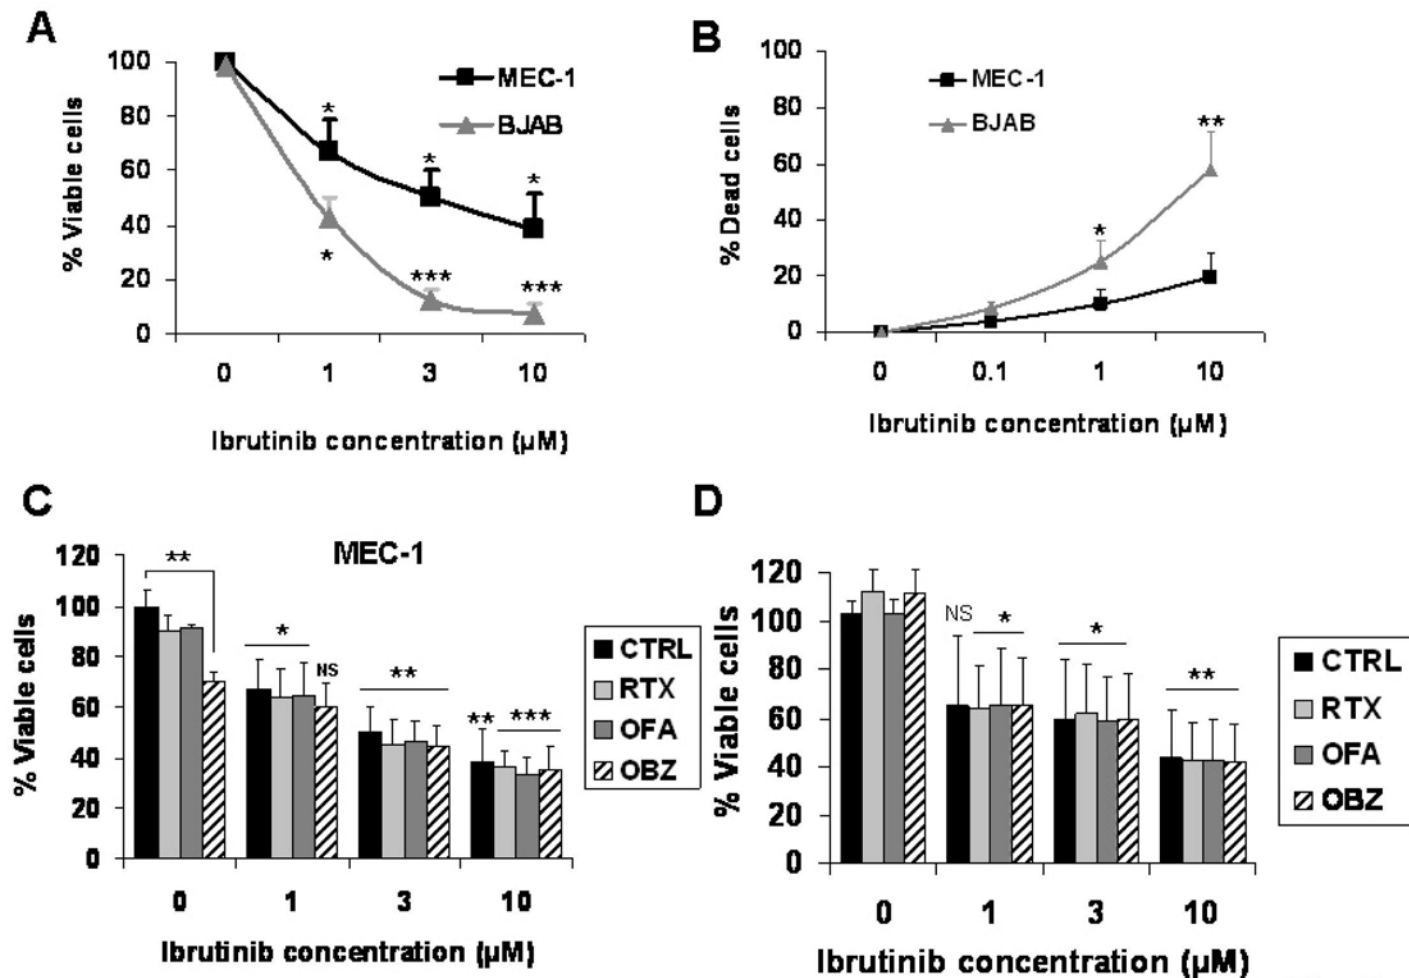 A
100
80
60
40
20
0
% Viable cells
MEC-1
BJAB
*
*
*
*
***
***
0 1 3 10
Ibrutinib concentration (µM)
B
100
80
60
40
20
0
% Dead cells
MEC-1
BJAB
*
**
0 0.1 1 10
Ibrutinib concentration (µM)
C
MEC-1
120
100
80
60
40
20
0
% Viable cells
**
*
NS
**
**
***
CTRL
RTX
OFA
OBZ
0 1 3 10
Ibrutinib concentration (µM)
D
120
100
80
60
40
20
0
% Viable cells
NS
*
*
**
CTRL
RTX
OFA
OBZ
0 1 3 10
Ibrutinib concentration (µM)